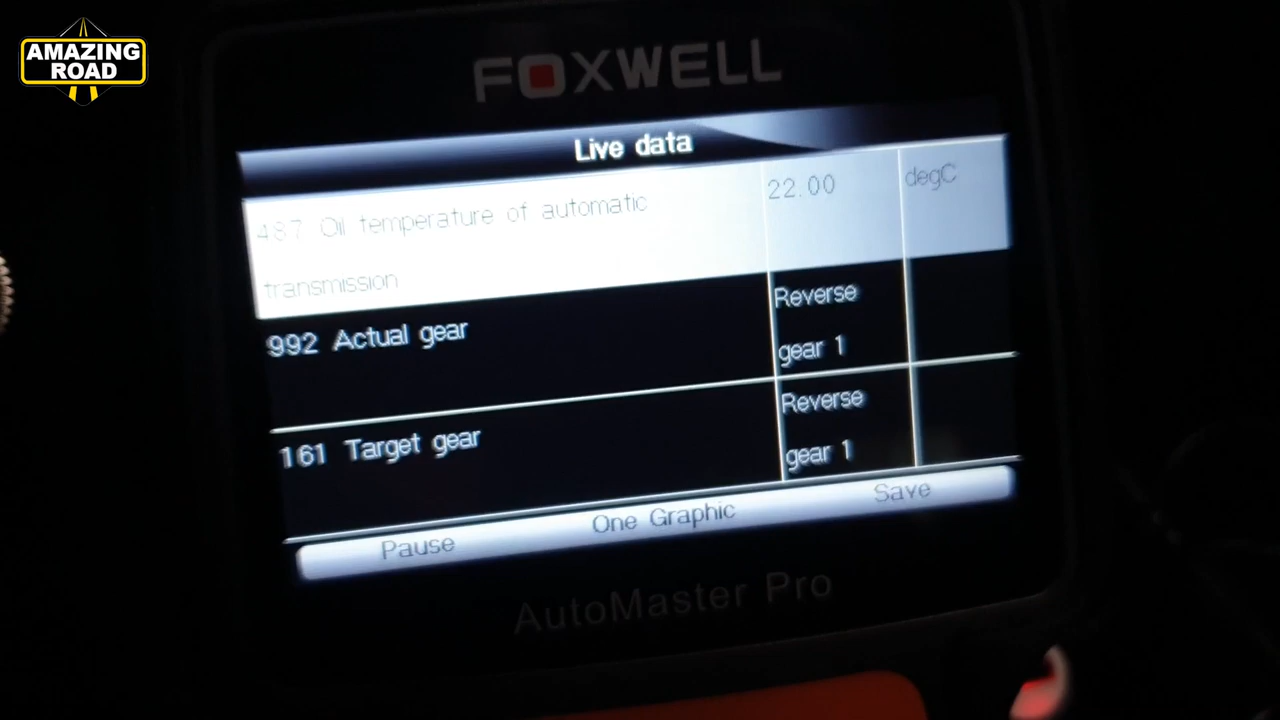 AMAZING
ROAD
FOXWELL
Live data
487 Oil temperature of automatic
transmission
22.00
degC
992 Actual gear
Reverse
gear 1
161 Target gear
Reverse
gear 1
Pause
One Graphic
Save
AutoMaster Pro